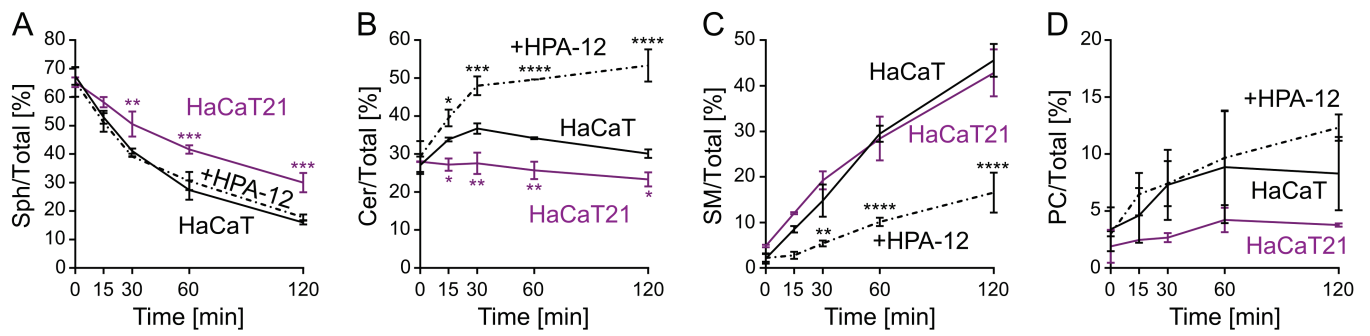 A
Sph/Total [%]
80
70
60
50
40
30
20
10
0
**
HaCaT21
***
***
+HPA-12
HaCaT
0 15 30 60 120
Time [min]
B
Cer/Total [%]
60
50
40
30
20
10
0
+HPA-12
****
***
****
*
HaCaT
*
**
**
*
HaCaT21
0 15 30 60 120
Time [min]
C
SM/Total [%]
50
40
30
20
10
0
HaCaT
HaCaT21
****
****
**
+HPA-12
0 15 30 60 120
Time [min]
D
PC/Total [%]
20
15
10
5
0
+HPA-12
HaCaT
HaCaT21
0 15 30 60 120
Time [min]